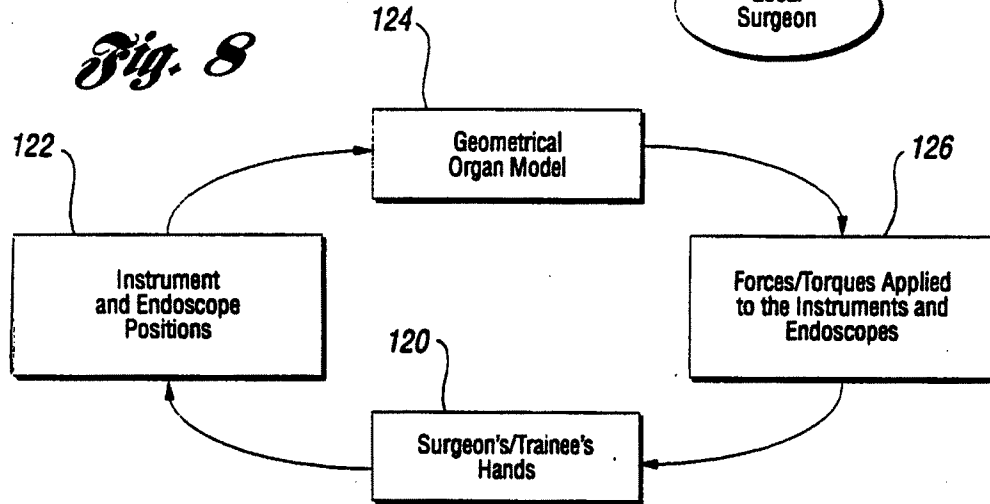 Fig. 8
Surgeon
124
Geometrical
Organ Model
122
126
Instrument
and Endoscope
Positions
Forces/Torques Applied
to the Instruments and
Endoscopes
120
Surgeon's/Trainee's
Hands